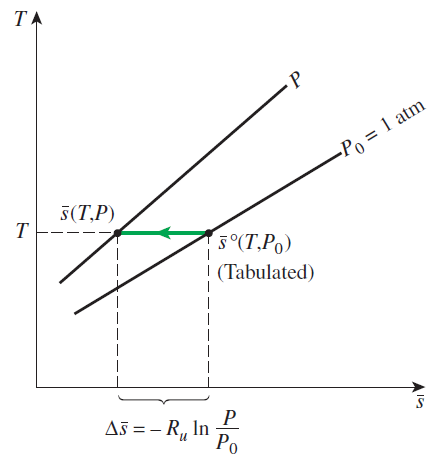 T
P
P₀ = 1 atm
s̄(T,P)
T
s̄°(T,P₀)
(Tabulated)
s̄
Δs̄ = – Rᵤ ln P/P₀